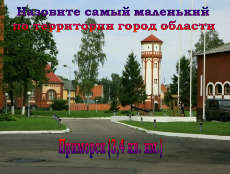 Назовите самый маленький
по территории город области
Приморск (3,4 кв. км.)